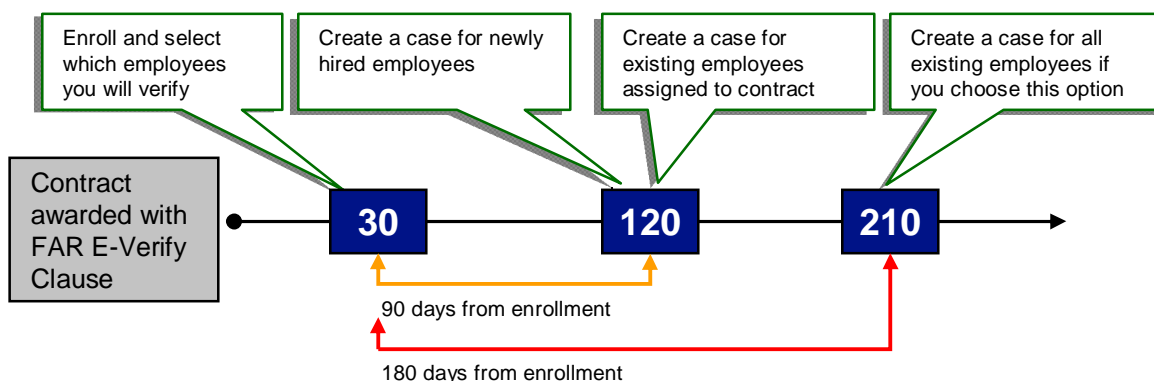 Enroll and select
which employees
you will verify
Create a case for newly
hired employees
Create a case for
existing employees
assigned to contract
Create a case for all
existing employees if
you choose this option
Contract
awarded with
FAR E-Verify
Clause
30
120
210
90 days from enrollment
180 days from enrollment